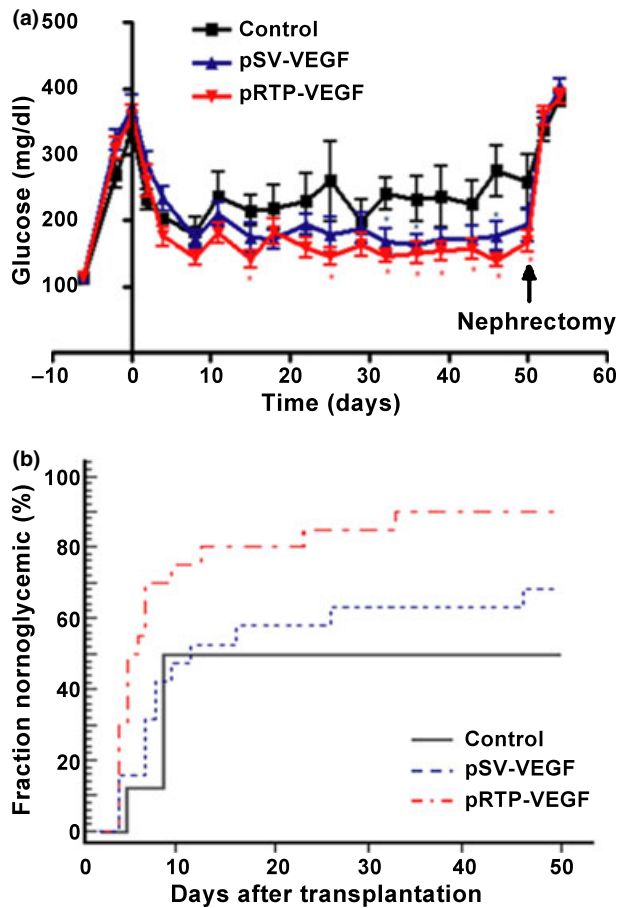 (a)
500
400
300
200
100
Glucose (mg/dl)
Control
pSV-VEGF
pRTP-VEGF
Nephrectomy
–10 0 10 20 30 40 50 60
Time (days)
(b)
100
80
60
40
20
0
Fraction nornoglycemic (%)
Control
pSV-VEGF
pRTP-VEGF
0 10 20 30 40 50
Days after transplantation